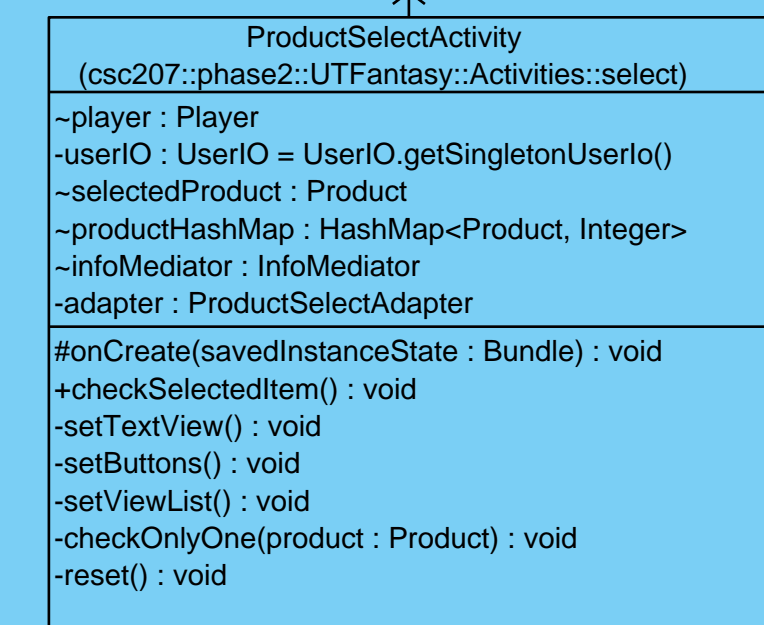 ProductSelectActivity
(csc207::phase2::UTFantasy::Activities::select)
~player : Player
-userIO : UserIO = UserIO.getSingletonUserIo()
~selectedProduct : Product
~productHashMap : HashMap<Product, Integer>
~infoMediator : InfoMediator
-adapter : ProductSelectAdapter
#onCreate(savedInstanceState : Bundle) : void
+checkSelectedItem() : void
-setTextView() : void
-setButtons() : void
-setViewList() : void
-checkOnlyOne(product : Product) : void
-reset() : void